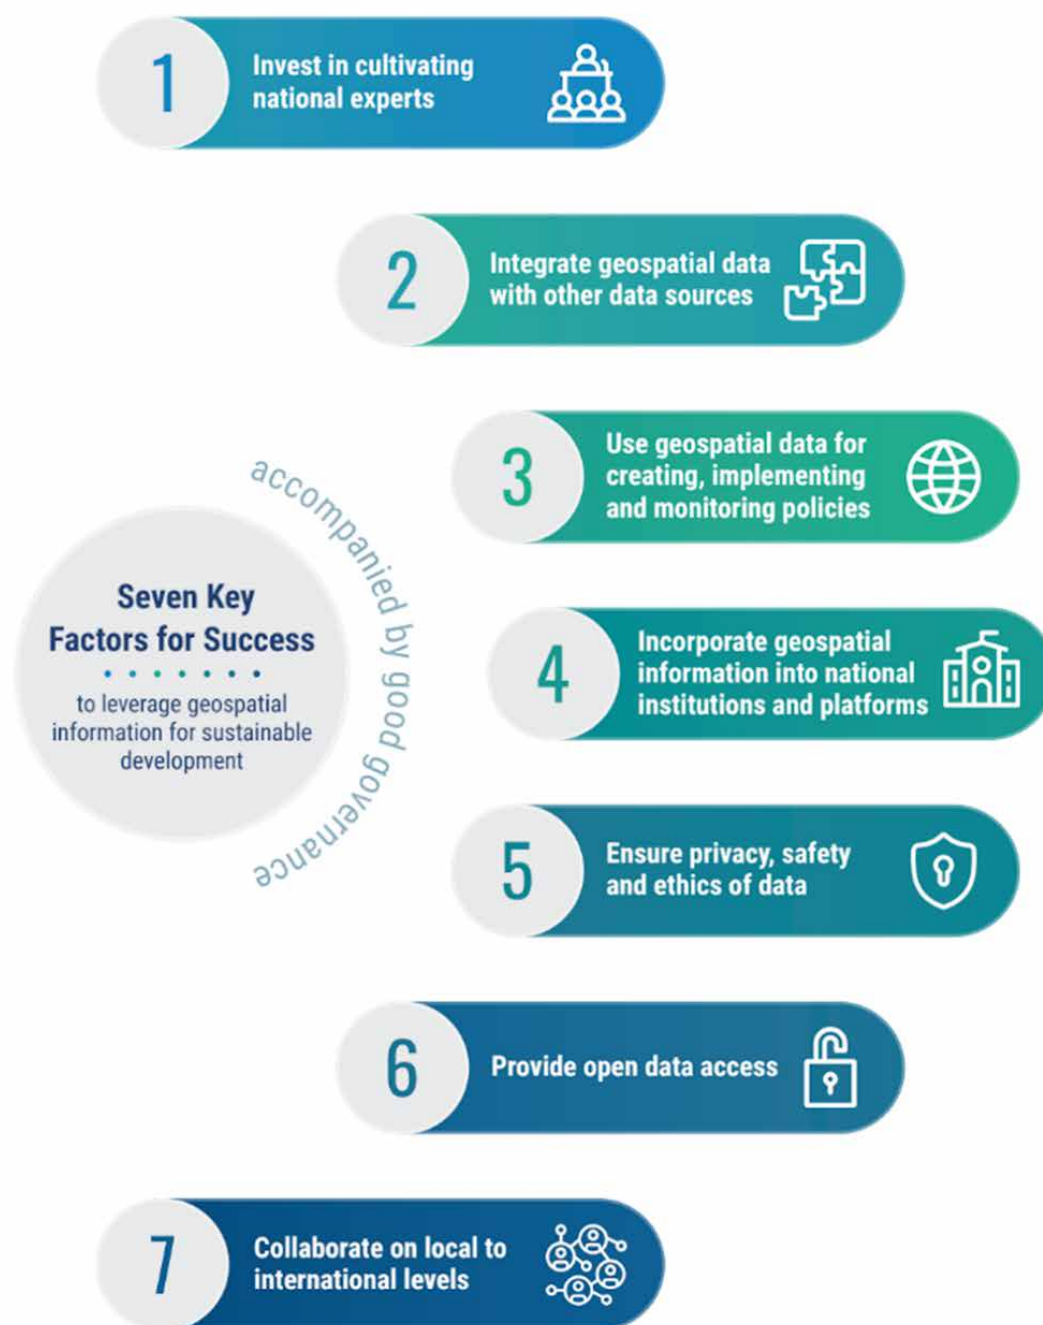 1
Invest in cultivating
national experts
2
Integrate geospatial data
with other data sources
3
Use geospatial data for
creating, implementing
and monitoring policies
accompanied by good governance
Seven Key
Factors for Success
to leverage geospatial
information for sustainable
development
4
Incorporate geospatial
information into national
institutions and platforms
5
Ensure privacy, safety
and ethics of data
6
Provide open data access
7
Collaborate on local to
international levels